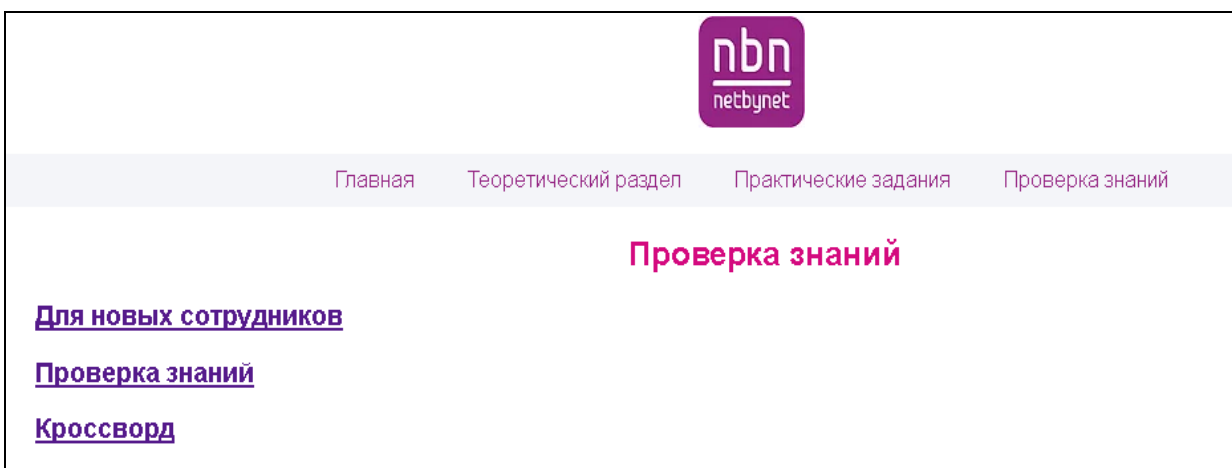 nbn
netbynet
Главная Теоретический раздел Практические задания Проверка знаний
Проверка знаний
Для новых сотрудников
Проверка знаний
Кроссворд